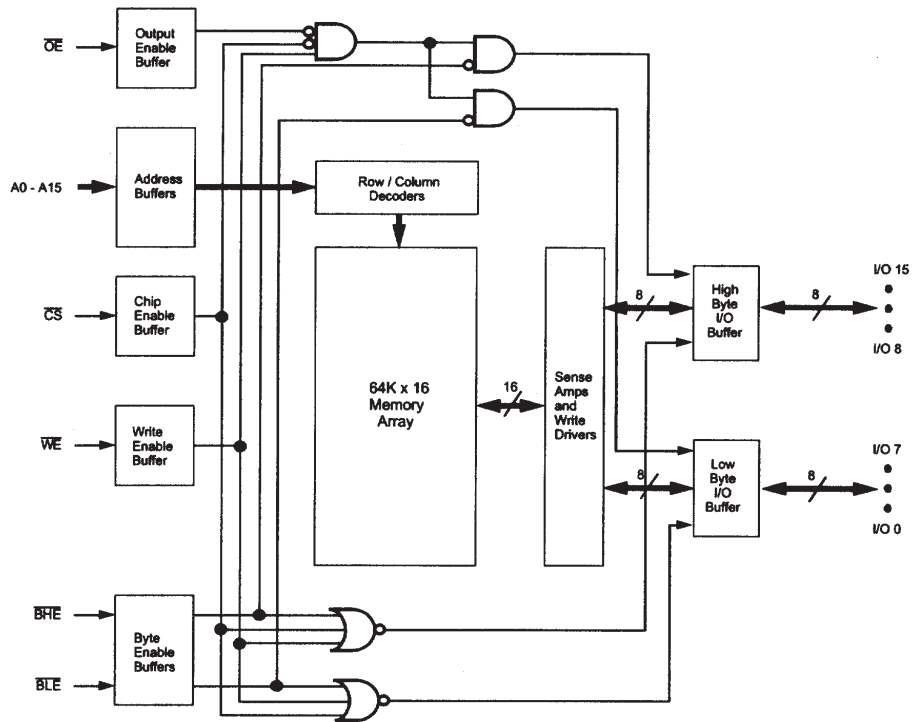 OE
Output
Enable
Buffer
A0 - A15
Address
Buffers
Row / Column
Decoders
CS
Chip
Enable
Buffer
WE
Write
Enable
Buffer
64K x 16
Memory
Array
16
Sense
Amps
and
Write
Drivers
8
High
Byte
I/O
Buffer
8
I/O 15
I/O 8
8
Low
Byte
I/O
Buffer
8
I/O 7
I/O 0
BHE
BLE
Byte
Enable
Buffers